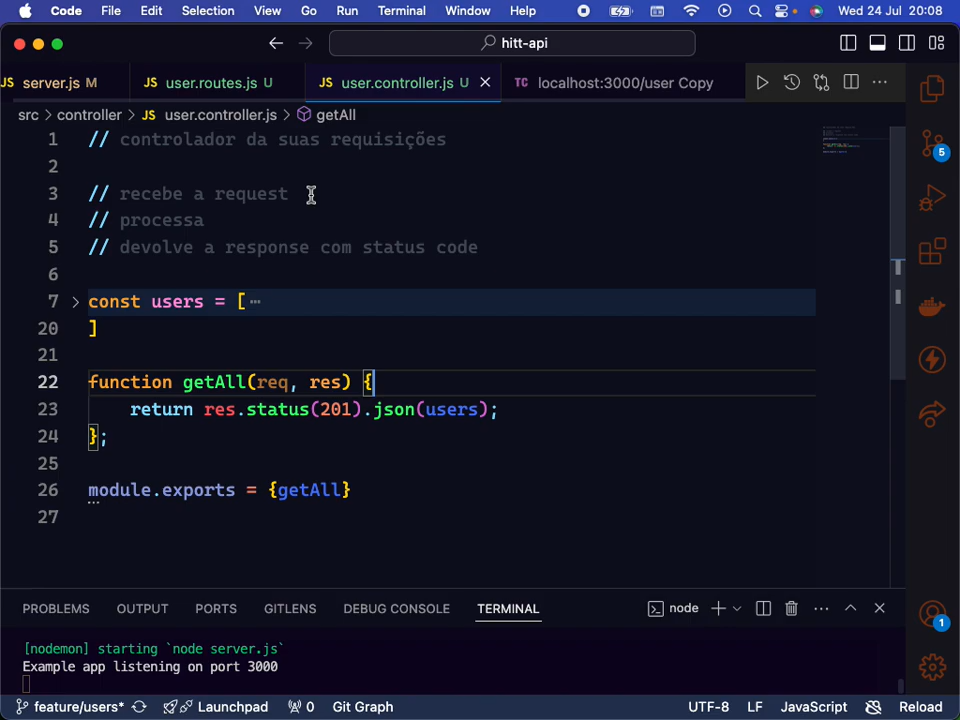 Code File Edit Selection View Go Run Terminal Window Help Wed 24 Jul 20:08
hitt-api
JS server.js M JS user.routes.js U JS user.controller.js U TC localhost:3000/user Copy
src > controller > JS user.controller.js > getAll
1 // controlador da suas requisições
2
3 // recebe a request
4 // processa
5 // devolve a response com status code
6
7 const users = [ ···
20 ]
21
22 function getAll(req, res) {
23 return res.status(201).json(users);
24 };
25
26 module.exports = {getAll}
27
5
1
PROBLEMS OUTPUT PORTS GITLENS DEBUG CONSOLE TERMINAL node
[nodemon] starting `node server.js`
Example app listening on port 3000
feature/users* Launchpad 0 Git Graph UTF-8 LF JavaScript Reload